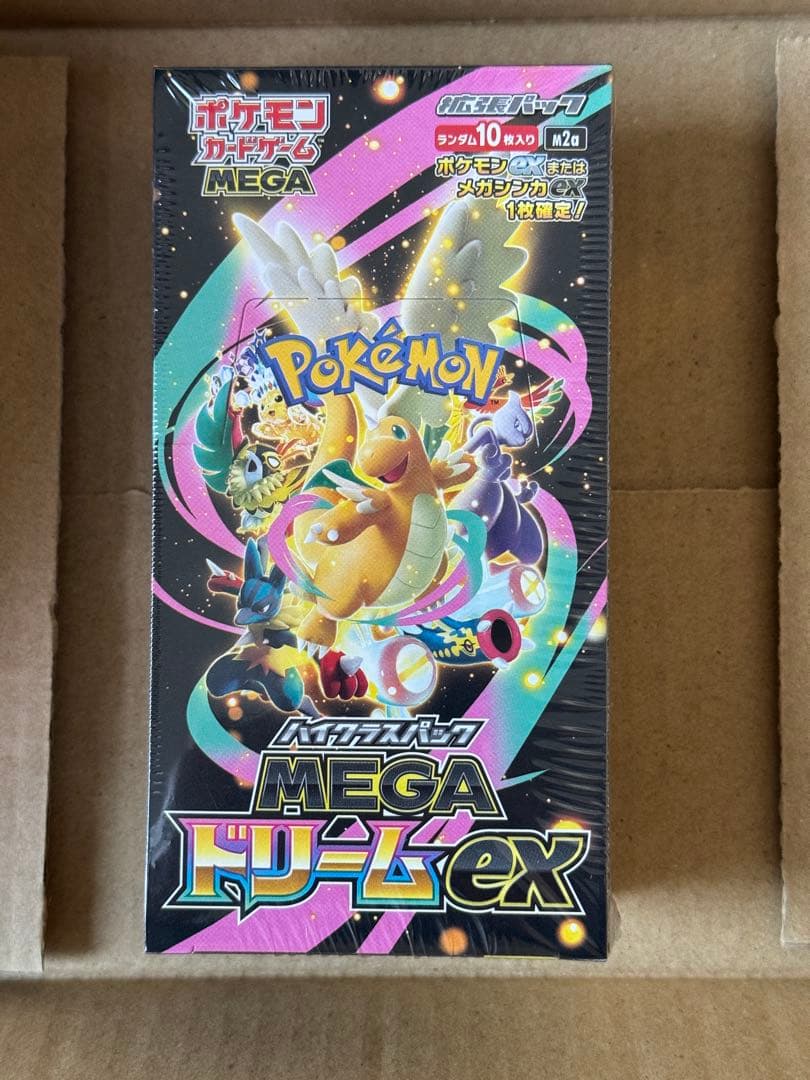 ポケモン
カードゲーム
MEGA
拡張パック
ランダム10枚入り M2a
ポケモンexまたは
メガシンカex
1枚確定!
POKéMON
TM
ハイクラスパック
MEGA
ドリームex